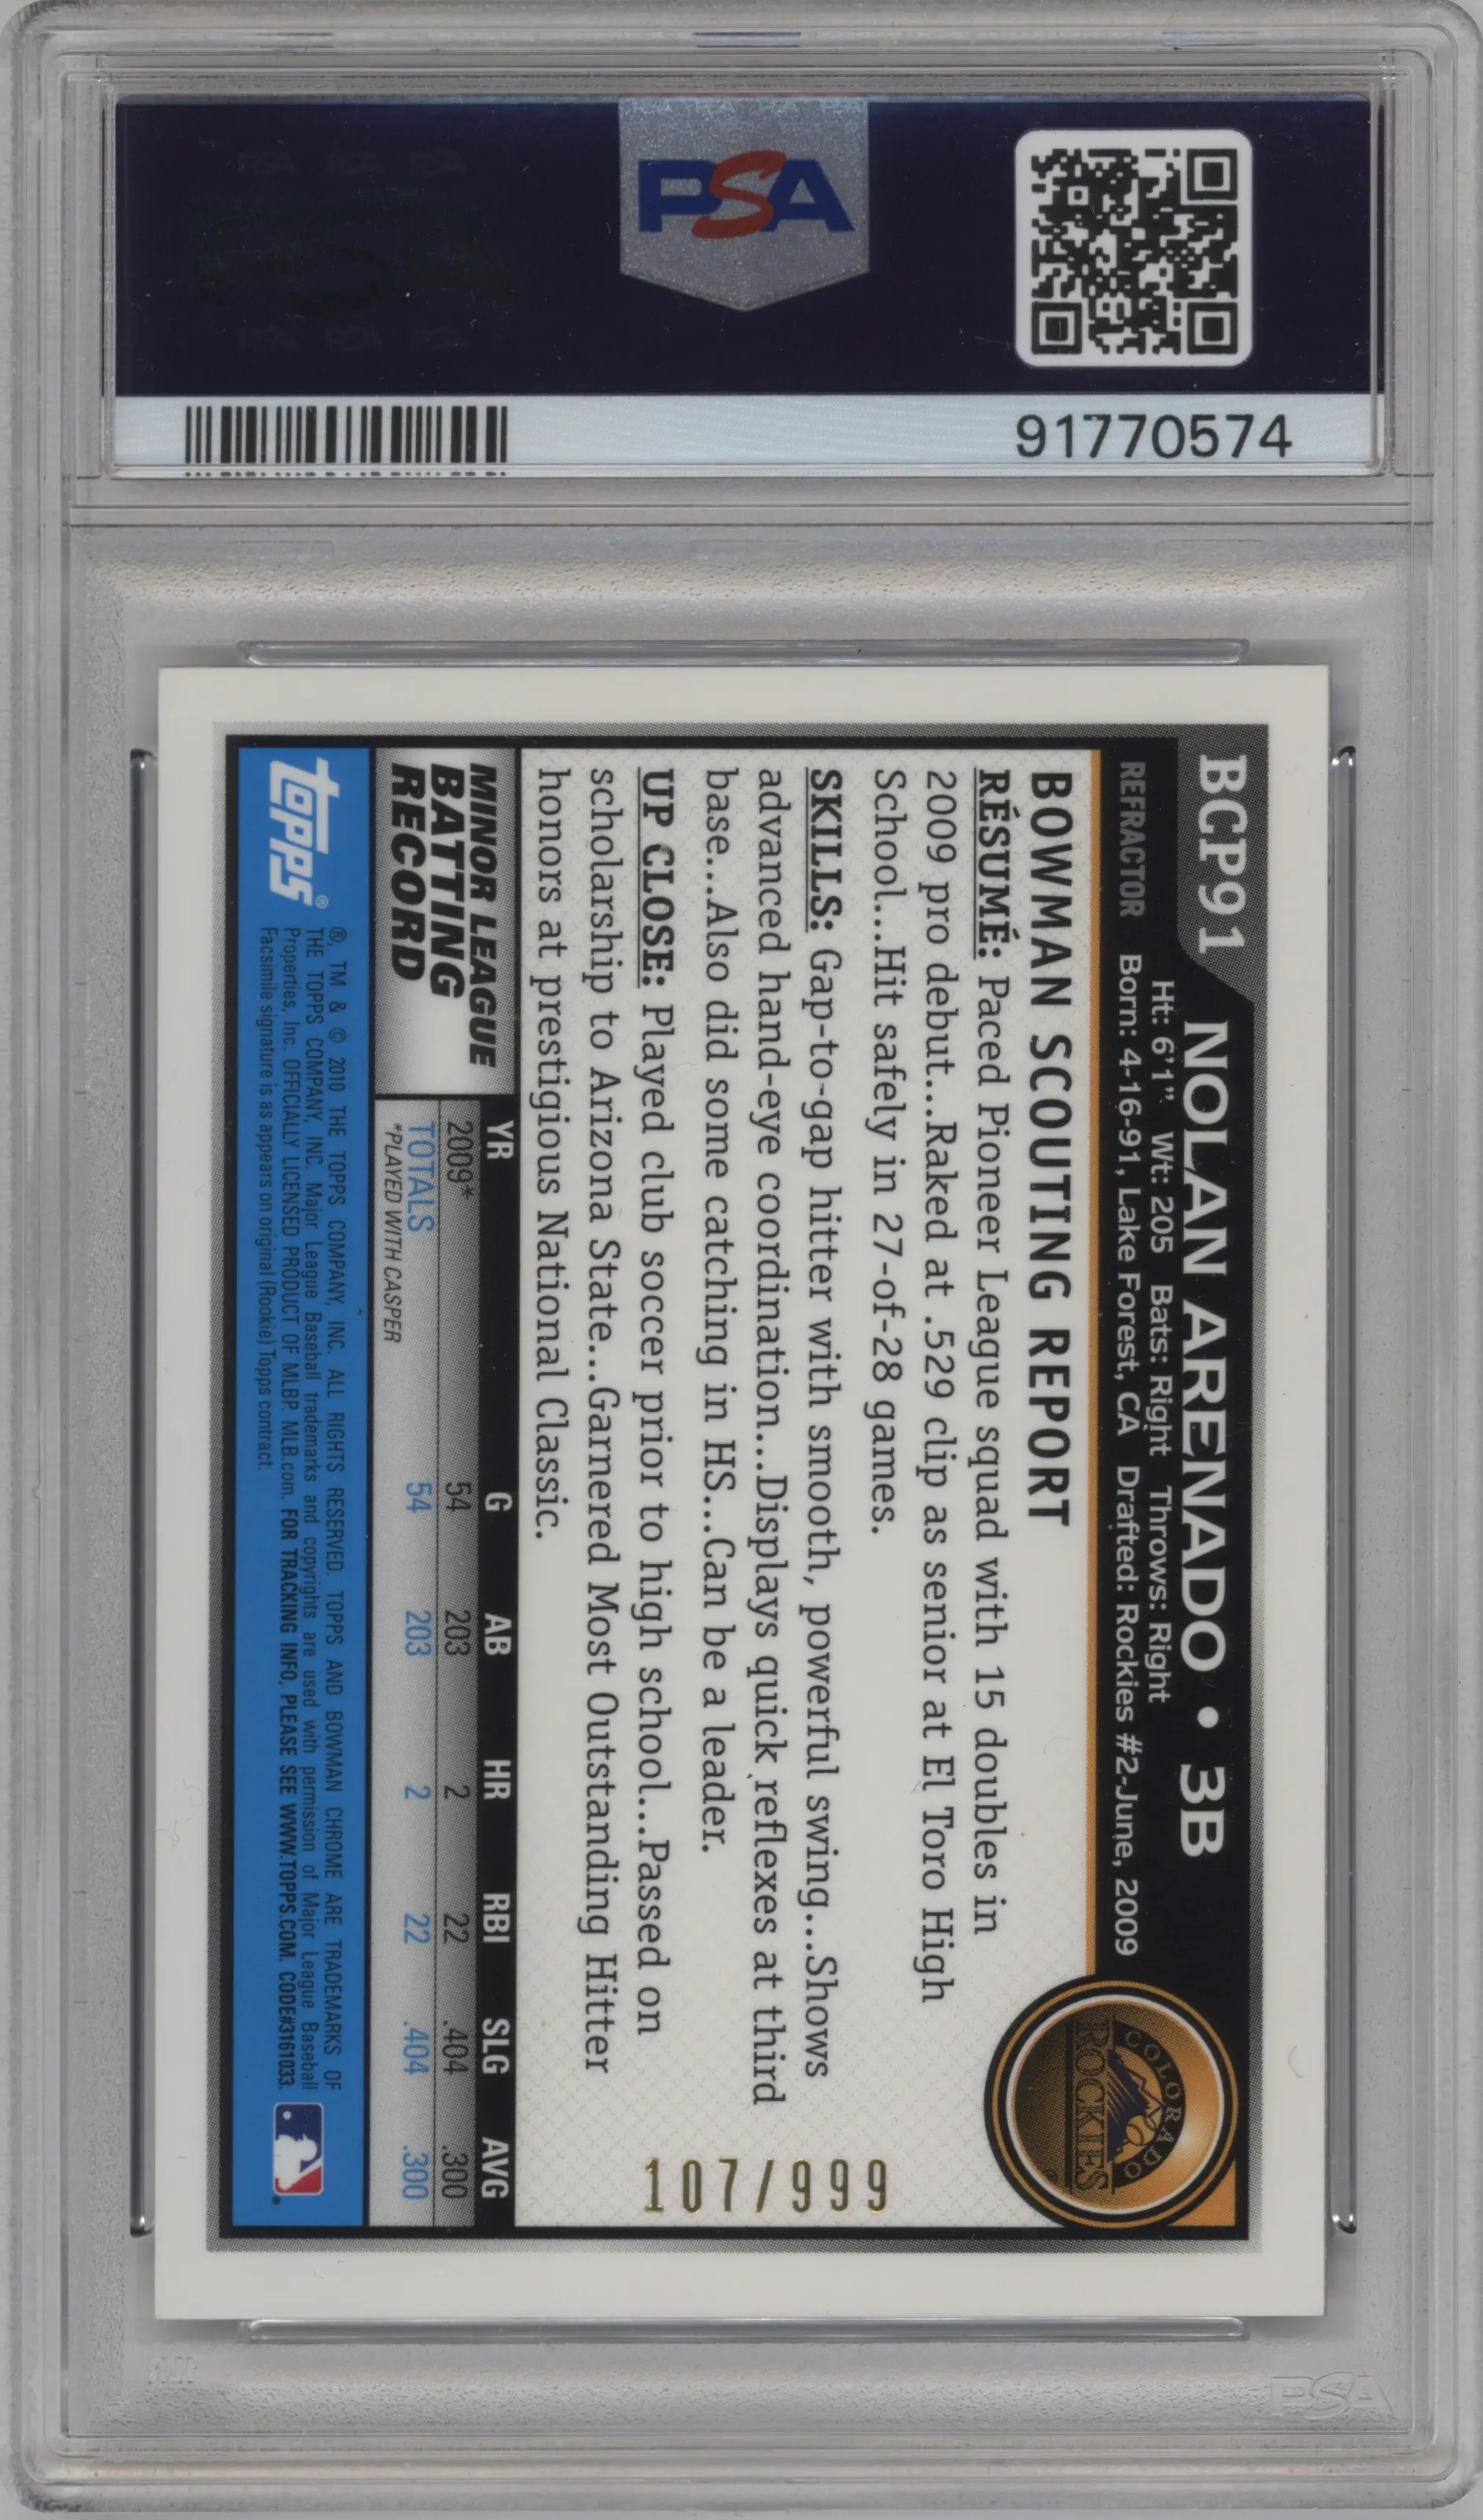 PSA
91770574
BCP91
NOLAN ARENADO • 3B
Ht: 6'1" Wt: 205 Bats: Right Throws: Right
REFRACTOR Born: 4-16-91, Lake Forest, CA Drafted: Rockies #2-June, 2009
COLORADO
ROCKIES
BOWMAN SCOUTING REPORT
RÉSUMÉ: Paced Pioneer League squad with 15 doubles in
2009 pro debut...Raked at .529 clip as senior at El Toro High
School...Hit safely in 27-of-28 games.
SKILLS: Gap-to-gap hitter with smooth, powerful swing...Shows
advanced hand-eye coordination...Displays quick reflexes at third
base...Also did some catching in HS...Can be a leader.
UP CLOSE: Played club soccer prior to high school...Passed on
scholarship to Arizona State...Garnered Most Outstanding Hitter
honors at prestigious National Classic.
107/999
MINOR LEAGUE
BATTING
RECORD
YR G AB HR RBI SLG AVG
2009* 54 203 2 22 .404 .300
TOTALS 54 203 2 22 .404 .300
*PLAYED WITH CASPER
topps®
®, TM & © 2010 THE TOPPS COMPANY, INC. ALL RIGHTS RESERVED. TOPPS AND BOWMAN CHROME ARE TRADEMARKS OF
THE TOPPS COMPANY, INC. Major League Baseball trademarks and copyrights are used with permission of Major League Baseball
Properties, Inc. OFFICIALLY LICENSED PRODUCT OF MLBP. MLB.com. FOR TRACKING INFO, PLEASE SEE WWW.TOPPS.COM. CODE#3161033.
Facsimile signature is as appears on original (Rookie) Topps contract.
PSA